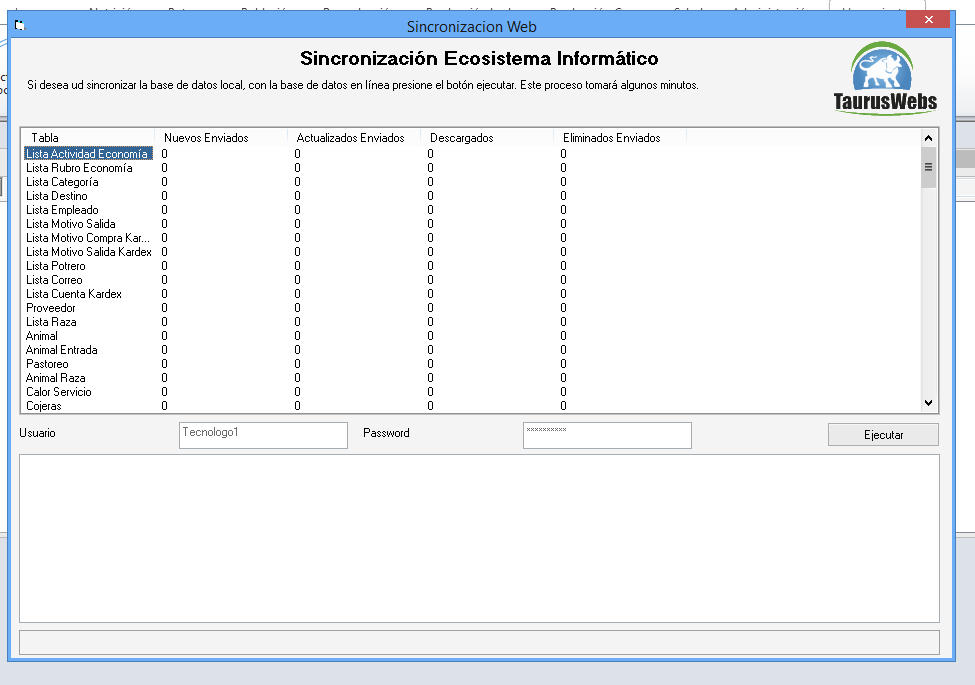 Sincronizacion Web
Sincronización Ecosistema Informático
Si desea ud sincronizar la base de datos local, con la base de datos en línea presione el botón ejecutar. Este proceso tomará algunos minutos.
TaurusWebs
Tabla Nuevos Enviados Actualizados Enviados Descargados Eliminados Enviados
Lista Actividad Economía 0 0 0 0
Lista Rubro Economía 0 0 0 0
Lista Categoría 0 0 0 0
Lista Destino 0 0 0 0
Lista Empleado 0 0 0 0
Lista Motivo Salida 0 0 0 0
Lista Motivo Compra Kar... 0 0 0 0
Lista Motivo Salida Kardex 0 0 0 0
Lista Potrero 0 0 0 0
Lista Correo 0 0 0 0
Lista Cuenta Kardex 0 0 0 0
Proveedor 0 0 0 0
Lista Raza 0 0 0 0
Animal 0 0 0 0
Animal Entrada 0 0 0 0
Pastoreo 0 0 0 0
Animal Raza 0 0 0 0
Calor Servicio 0 0 0 0
Cojeras 0 0 0 0
Usuario Tecnologo1 Password ********** Ejecutar